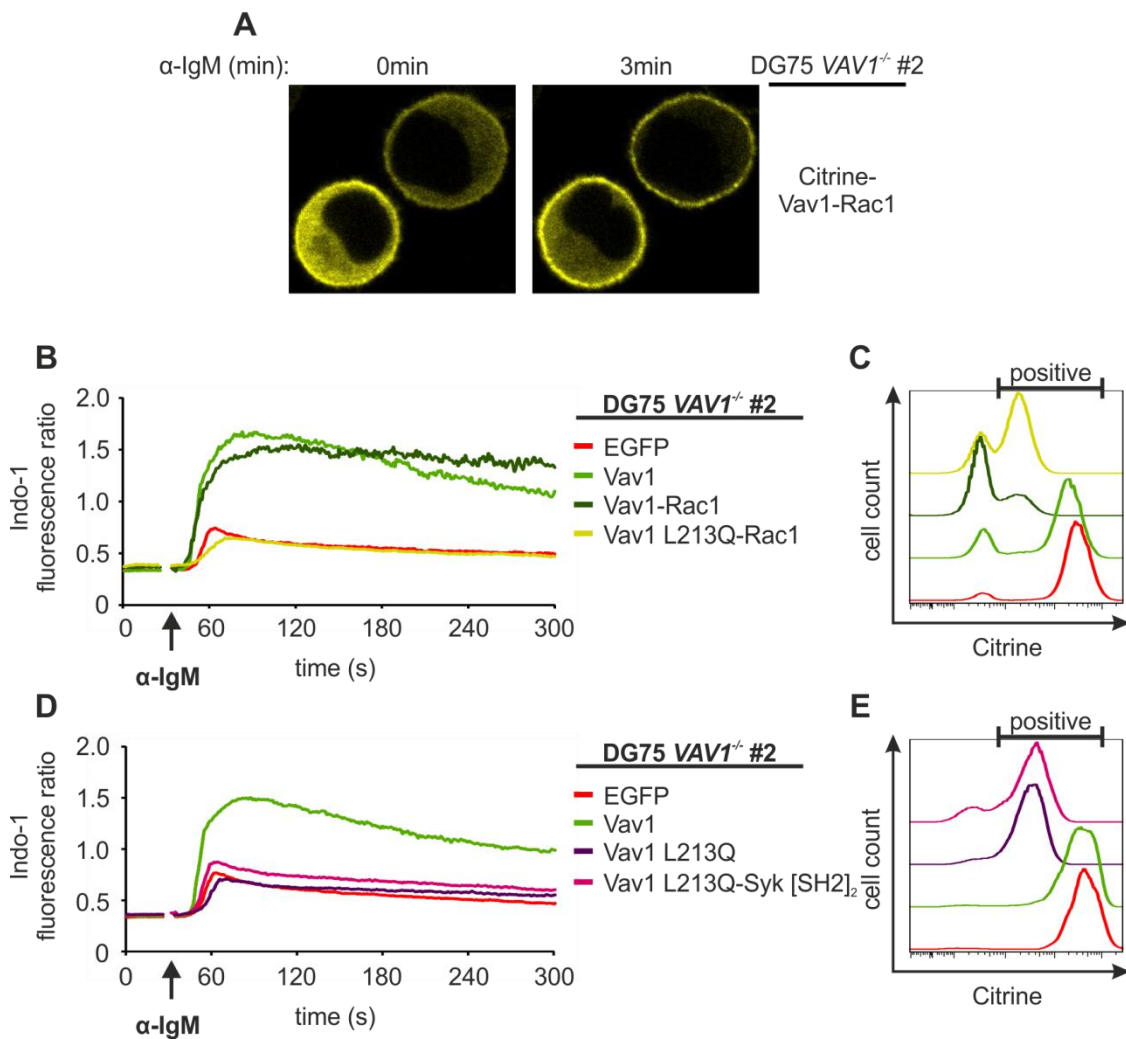 A
α-IgM (min): 0min 3min DG75 VAV1-/- #2
Citrine-
Vav1-Rac1
B
Indo-1
fluorescence ratio
2.0
1.5
1.0
0.5
0
0 60 120 180 240 300
α-IgM
time (s)
DG75 VAV1-/- #2
EGFP
Vav1
Vav1-Rac1
Vav1 L213Q-Rac1
C
positive
cell count
Citrine
D
Indo-1
fluorescence ratio
2.0
1.5
1.0
0.5
0
0 60 120 180 240 300
α-IgM
time (s)
DG75 VAV1-/- #2
EGFP
Vav1
Vav1 L213Q
Vav1 L213Q-Syk [SH2]₂
E
positive
cell count
Citrine